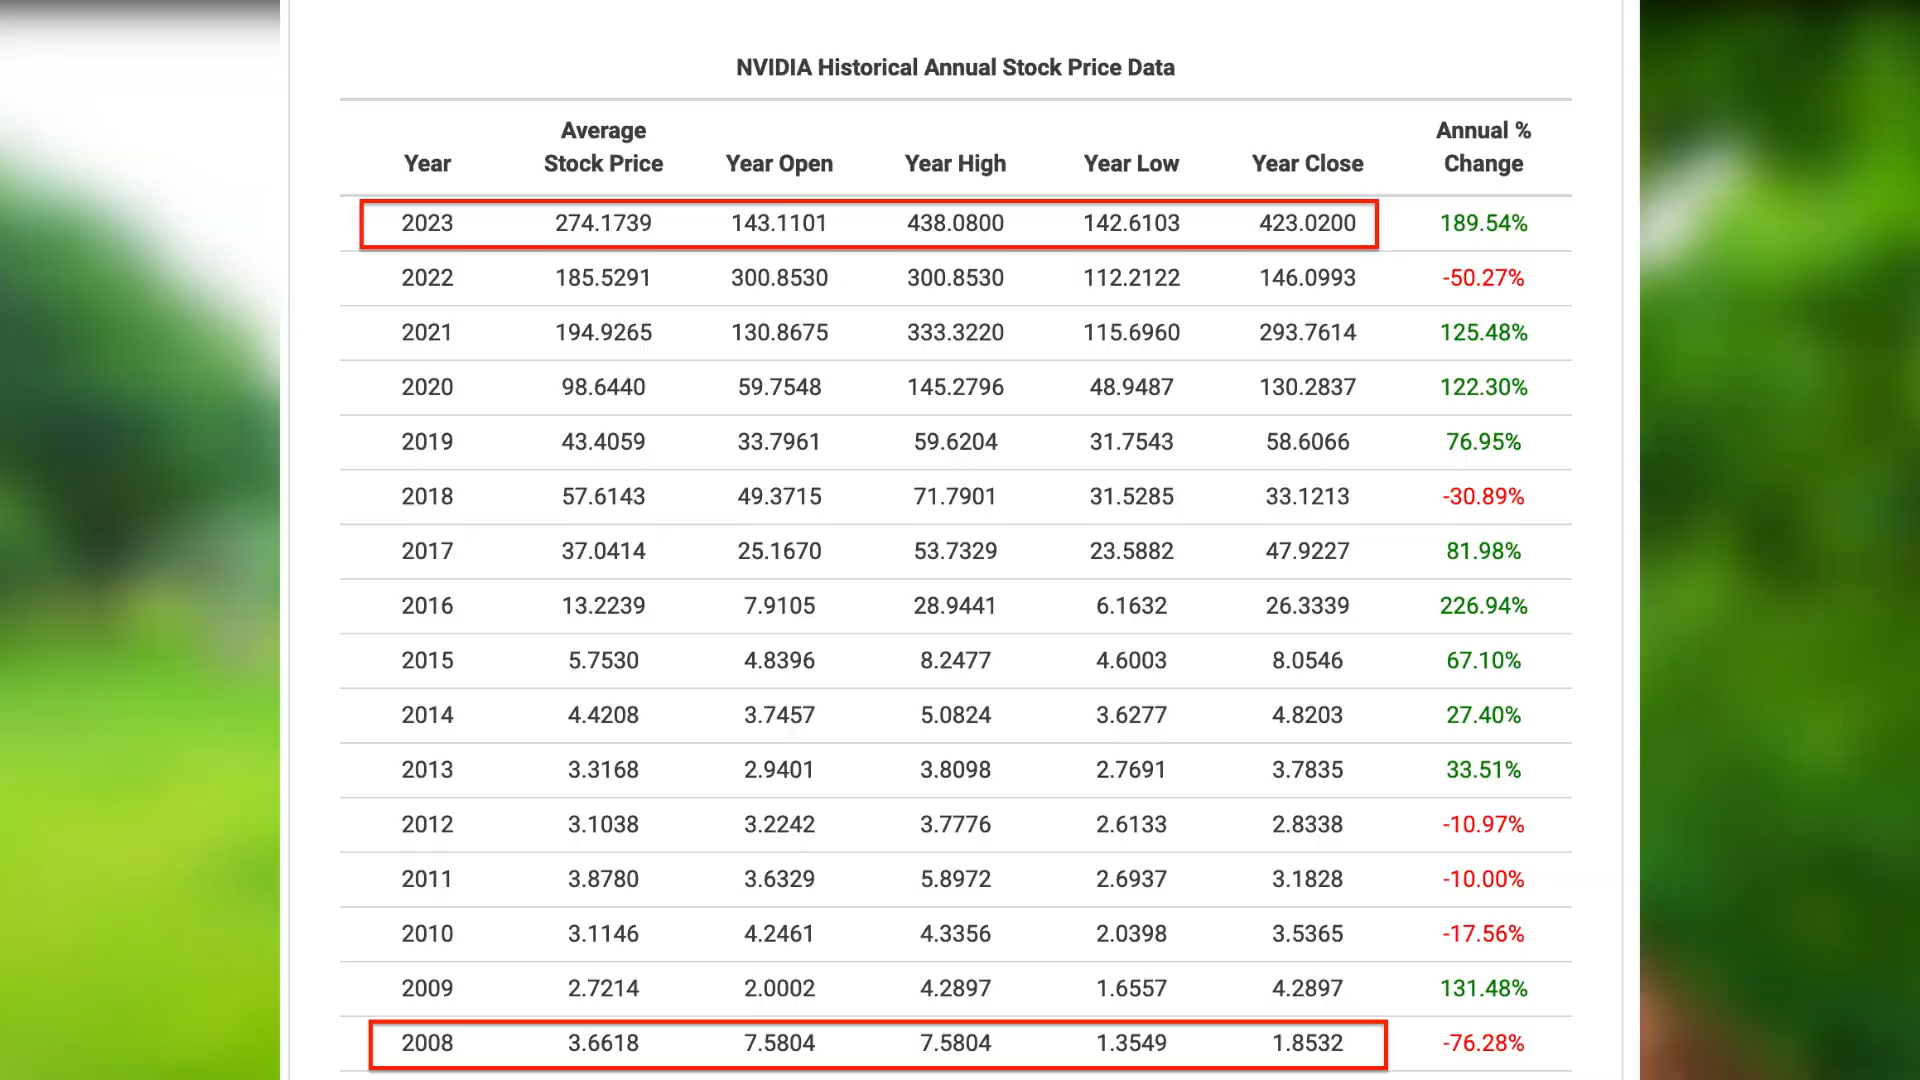 NVIDIA Historical Annual Stock Price Data
Year Average Stock Price Year Open Year High Year Low Year Close Annual % Change
2023 274.1739 143.1101 438.0800 142.6103 423.0200 189.54%
2022 185.5291 300.8530 300.8530 112.2122 146.0993 -50.27%
2021 194.9265 130.8675 333.3220 115.6960 293.7614 125.48%
2020 98.6440 59.7548 145.2796 48.9487 130.2837 122.30%
2019 43.4059 33.7961 59.6204 31.7543 58.6066 76.95%
2018 57.6143 49.3715 71.7901 31.5285 33.1213 -30.89%
2017 37.0414 25.1670 53.7329 23.5882 47.9227 81.98%
2016 13.2239 7.9105 28.9441 6.1632 26.3339 226.94%
2015 5.7530 4.8396 8.2477 4.6003 8.0546 67.10%
2014 4.4208 3.7457 5.0824 3.6277 4.8203 27.40%
2013 3.3168 2.9401 3.8098 2.7691 3.7835 33.51%
2012 3.1038 3.2242 3.7776 2.6133 2.8338 -10.97%
2011 3.8780 3.6329 5.8972 2.6937 3.1828 -10.00%
2010 3.1146 4.2461 4.3356 2.0398 3.5365 -17.56%
2009 2.7214 2.0002 4.2897 1.6557 4.2897 131.48%
2008 3.6618 7.5804 7.5804 1.3549 1.8532 -76.28%